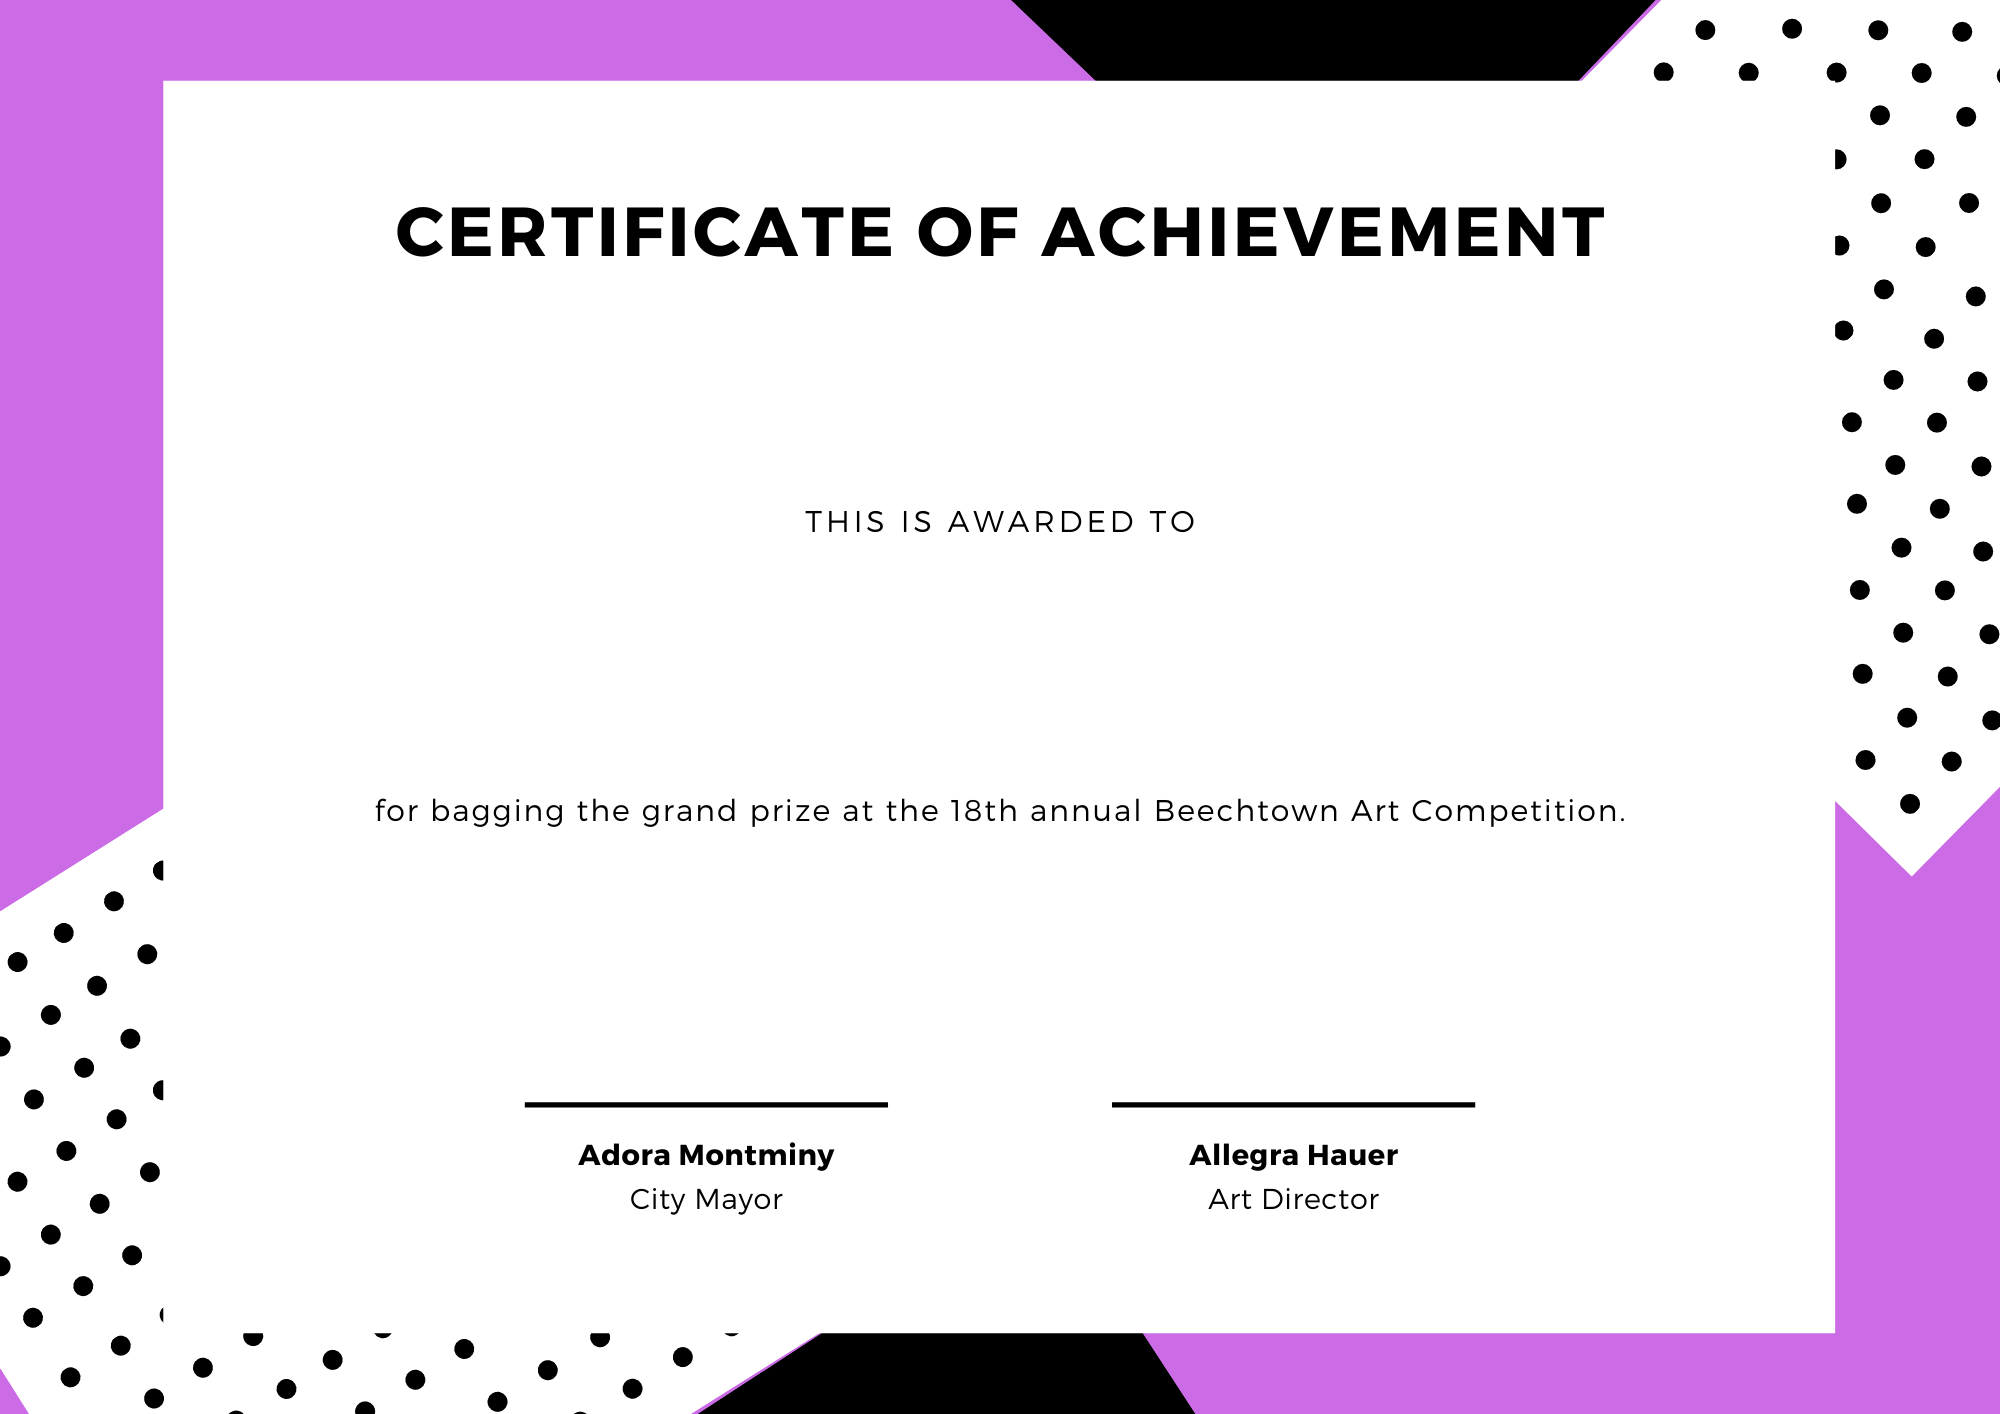 CERTIFICATE OF ACHIEVEMENT
THIS IS AWARDED TO
for bagging the grand prize at the 18th annual Beechtown Art Competition.
Adora Montminy
City Mayor
Allegra Hauer
Art Director